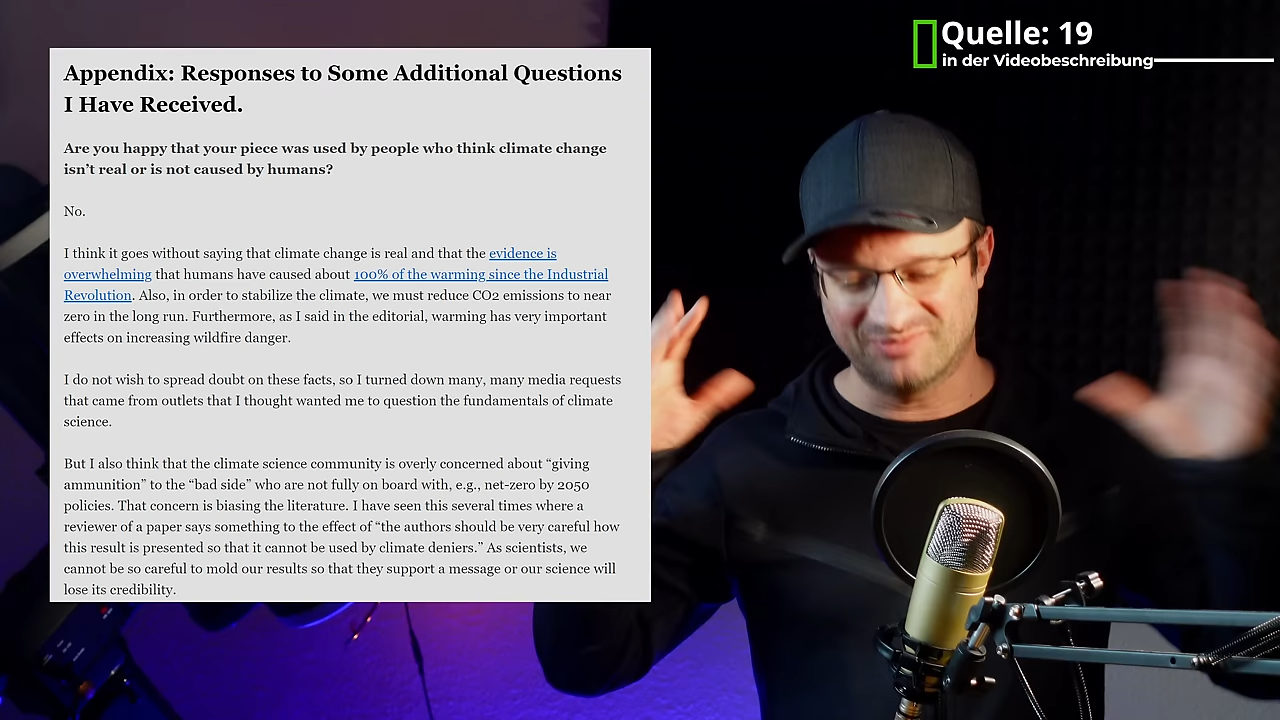 Quelle: 19
in der Videobeschreibung
Appendix: Responses to Some Additional Questions
I Have Received.
Are you happy that your piece was used by people who think climate change
isn’t real or is not caused by humans?
No.
I think it goes without saying that climate change is real and that the evidence is
overwhelming that humans have caused about 100% of the warming since the Industrial
Revolution. Also, in order to stabilize the climate, we must reduce CO2 emissions to near
zero in the long run. Furthermore, as I said in the editorial, warming has very important
effects on increasing wildfire danger.
I do not wish to spread doubt on these facts, so I turned down many, many media requests
that came from outlets that I thought wanted me to question the fundamentals of climate
science.
But I also think that the climate science community is overly concerned about “giving
ammunition” to the “bad side” who are not fully on board with, e.g., net-zero by 2050
policies. That concern is biasing the literature. I have seen this several times where a
reviewer of a paper says something to the effect of “the authors should be very careful how
this result is presented so that it cannot be used by climate deniers.” As scientists, we
cannot be so careful to mold our results so that they support a message or our science will
lose its credibility.